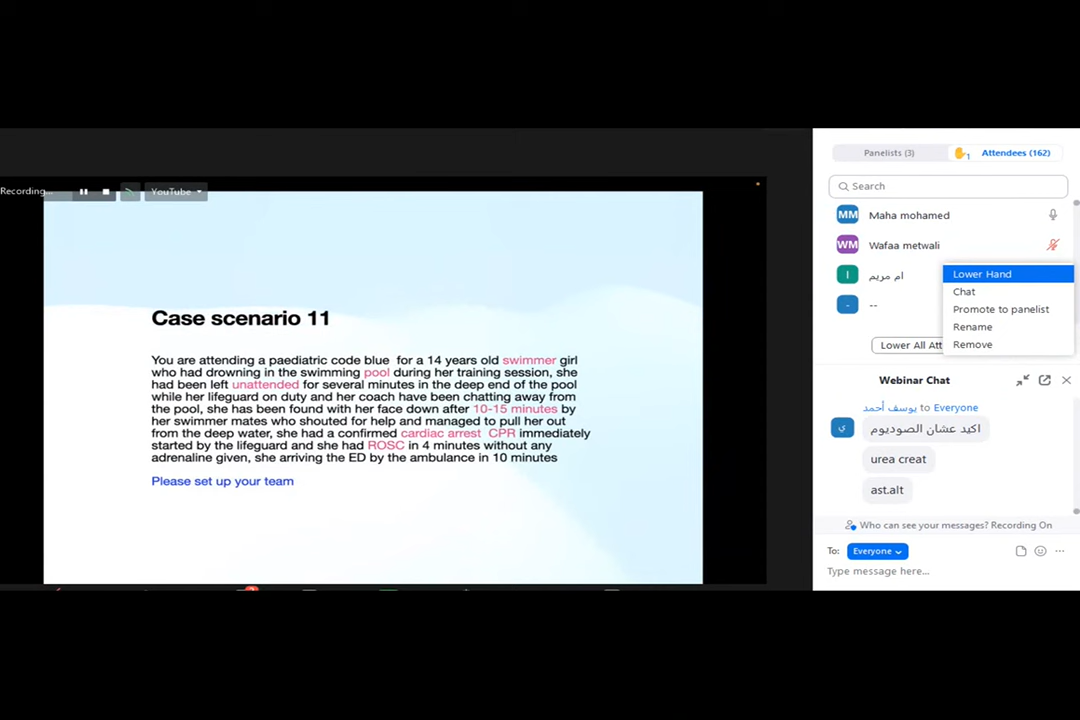 Recording...
YouTube
Case scenario 11
You are attending a paediatric code blue for a 14 years old swimmer girl
who had drowning in the swimming pool during her training session, she
had been left unattended for several minutes in the deep end of the pool
while her lifeguard on duty and her coach have been chatting away from
the pool, she has been found with her face down after 10-15 minutes by
her swimmer mates who shouted for help and managed to pull her out
from the deep water, she had a confirmed cardiac arrest CPR immediately
started by the lifeguard and she had ROSC in 4 minutes without any
adrenaline given, she arriving the ED by the ambulance in 10 minutes
Please set up your team
Panelists (3)
1
Attendees (162)
Search
MM
Maha mohamed
WM
Wafaa metwali
ا
ام مريم
-
--
Lower Hand
Chat
Promote to panelist
Rename
Remove
Lower All Att
Webinar Chat
يوسف أحمد to Everyone
ي
اكيد عشان الصوديوم
urea creat
ast.alt
Who can see your messages? Recording On
To:
Everyone
Type message here...